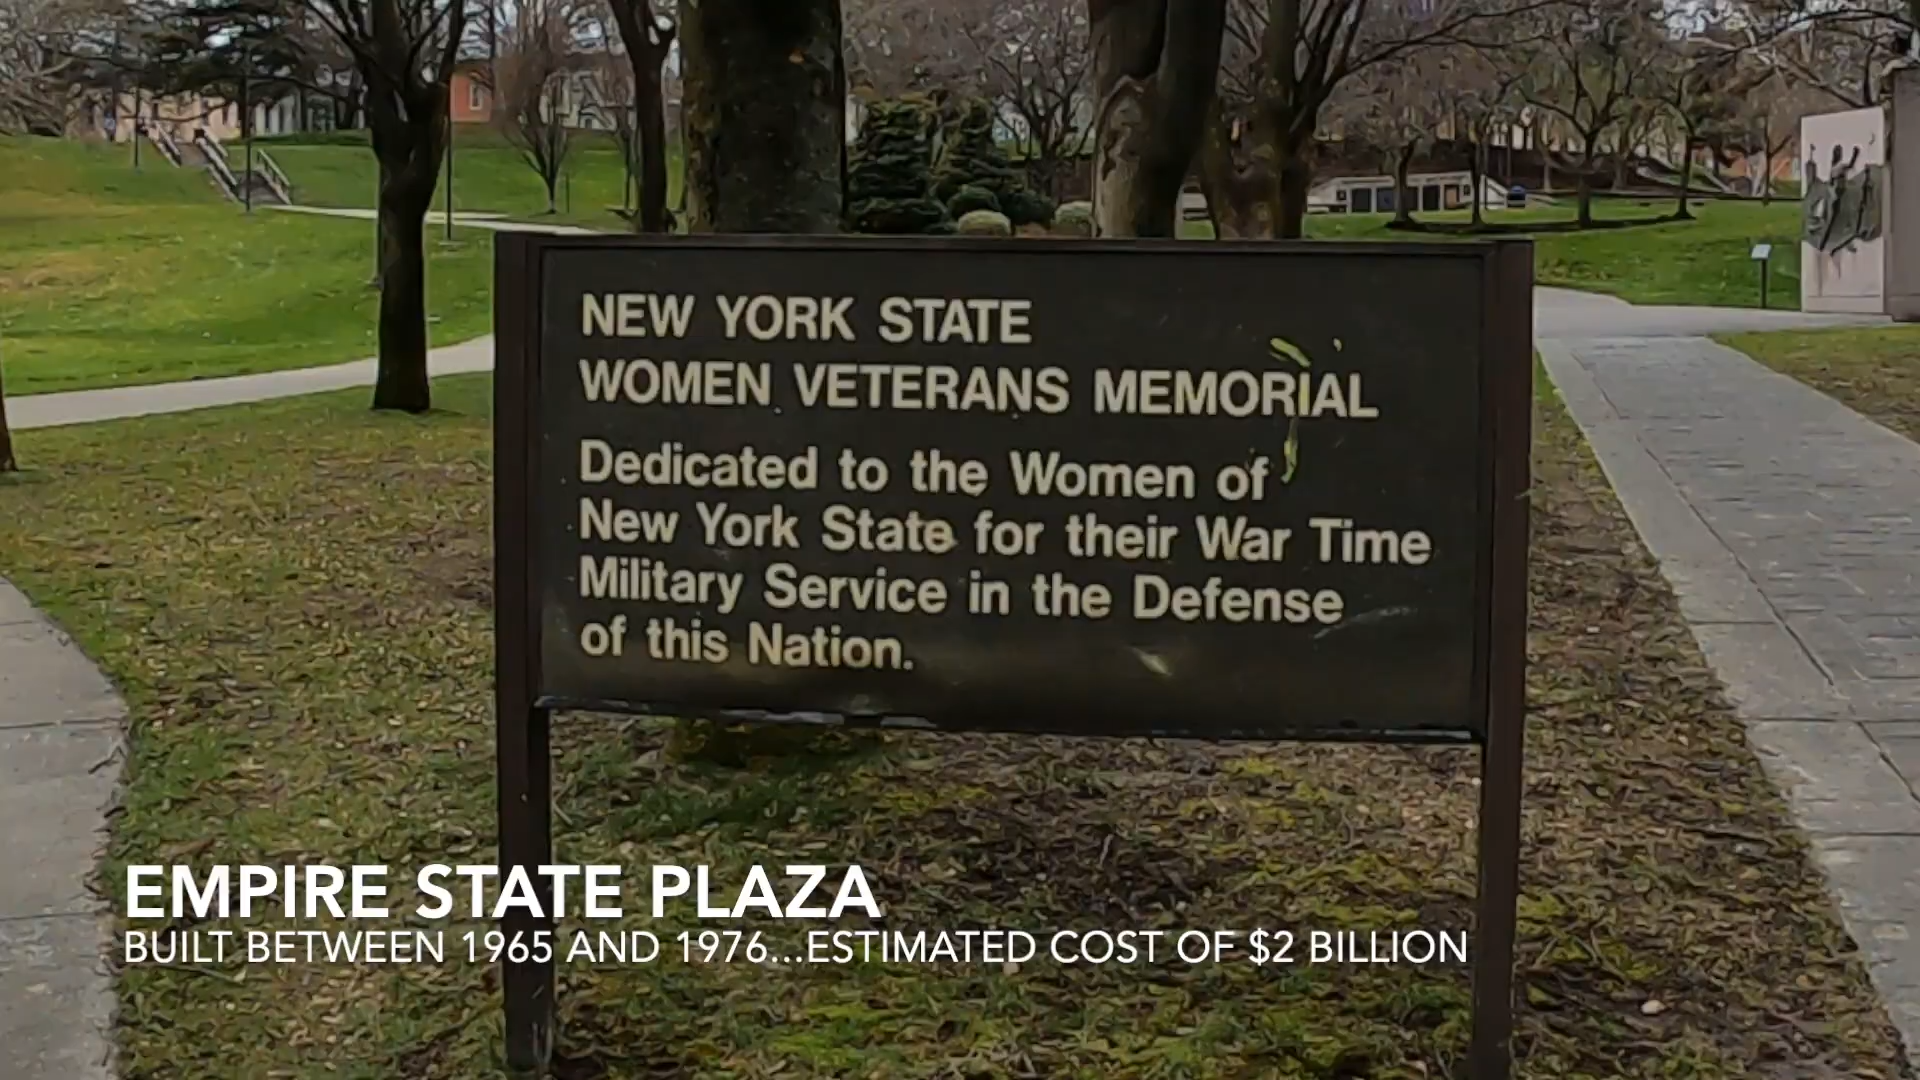 NEW YORK STATE
WOMEN VETERANS MEMORIAL
Dedicated to the Women of
New York State for their War Time
Military Service in the Defense
of this Nation.
EMPIRE STATE PLAZA
BUILT BETWEEN 1965 AND 1976...ESTIMATED COST OF $2 BILLION